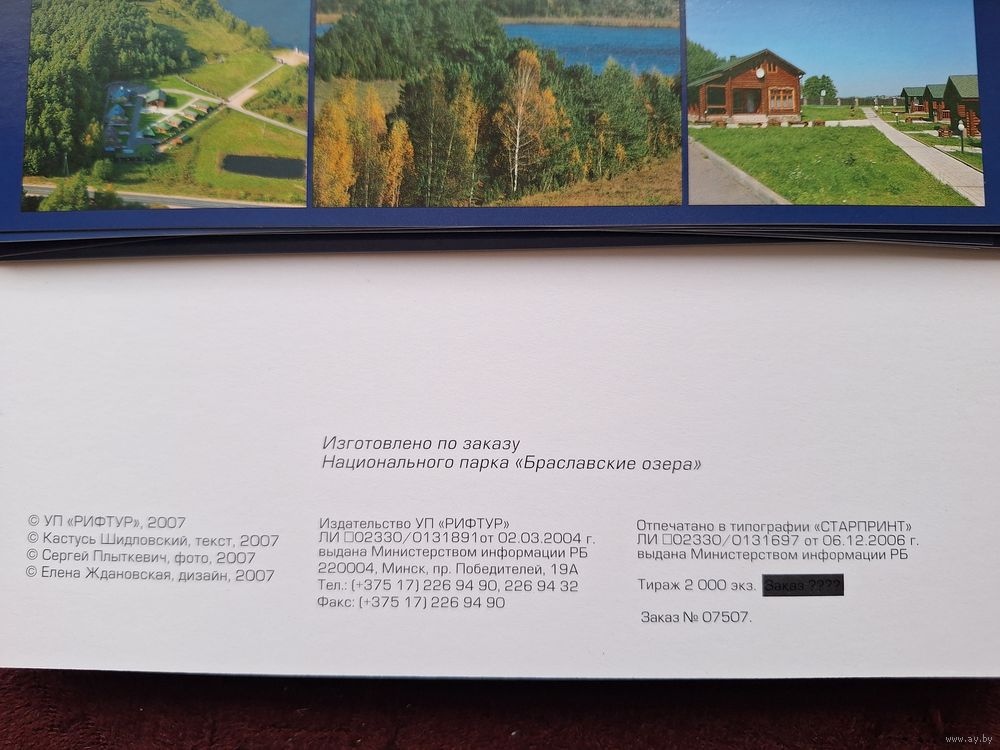 Изготовлено по заказу
Национального парка «Браславские озера»
© УП «РИФТУР», 2007
© Кастусь Шидловский, текст, 2007
© Сергей Плыткевич, фото, 2007
© Елена Ждановская, дизайн, 2007
Издательство УП «РИФТУР»
ЛИ □02330/0131891от 02.03.2004 г.
выдана Министерством информации РБ
220004, Минск, пр. Победителей, 19А
Тел.: (+375 17) 226 94 90, 226 94 32
Факс: (+375 17) 226 94 90
Отпечатано в типографии «СТАРПРИНТ»
ЛИ □02330/0131697 от 06.12.2006 г.
выдана Министерством информации РБ
Тираж 2 000 экз. Заказ ????
Заказ № 07507.
www.ay.by